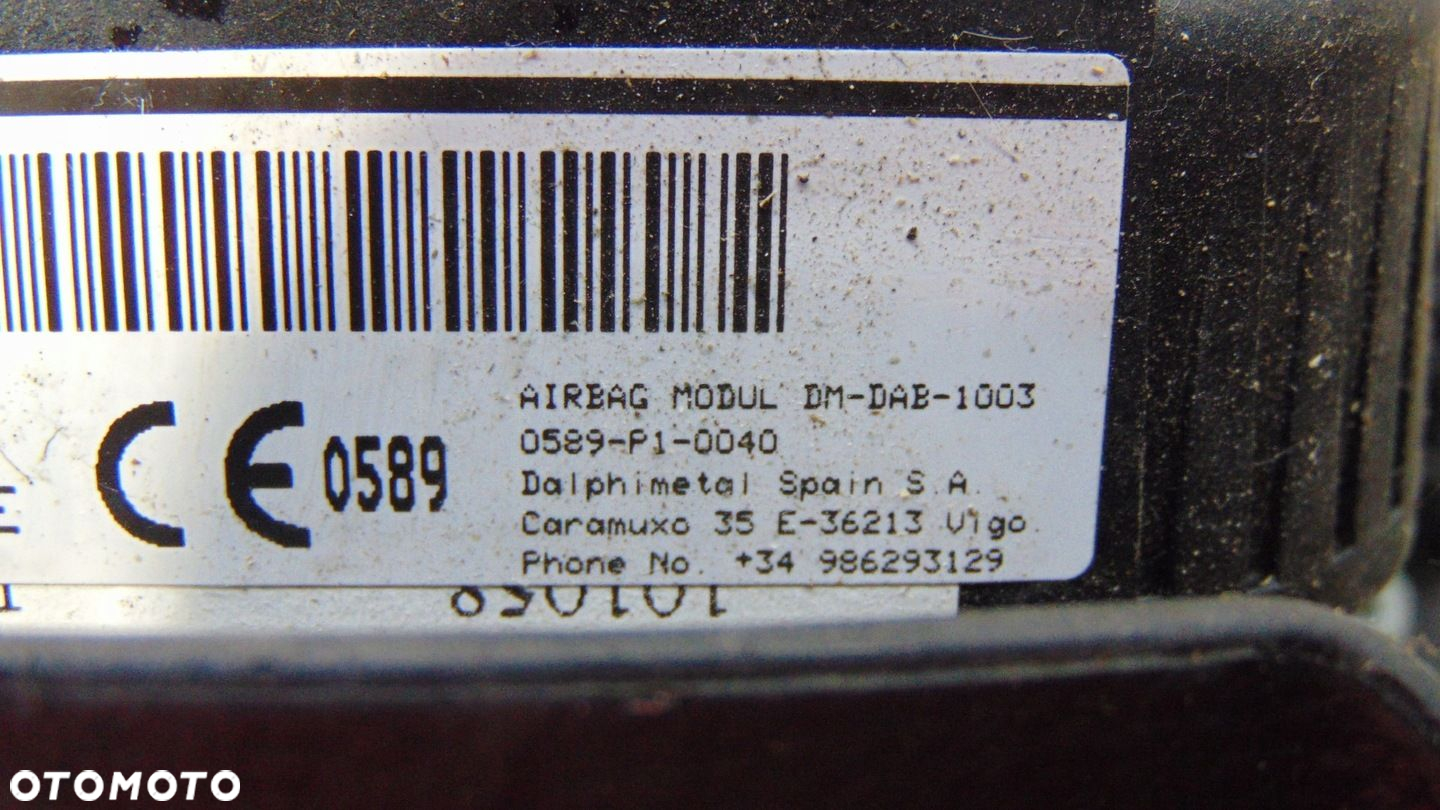 CE 0589
AIRBAG MODUL DM-DAB-1003
0589-P1-0040
Dalphimetal Spain S.A.
Caramuxo 35 E-36213 Vigo.
Phone No. +34 986293129
OTOMOTO